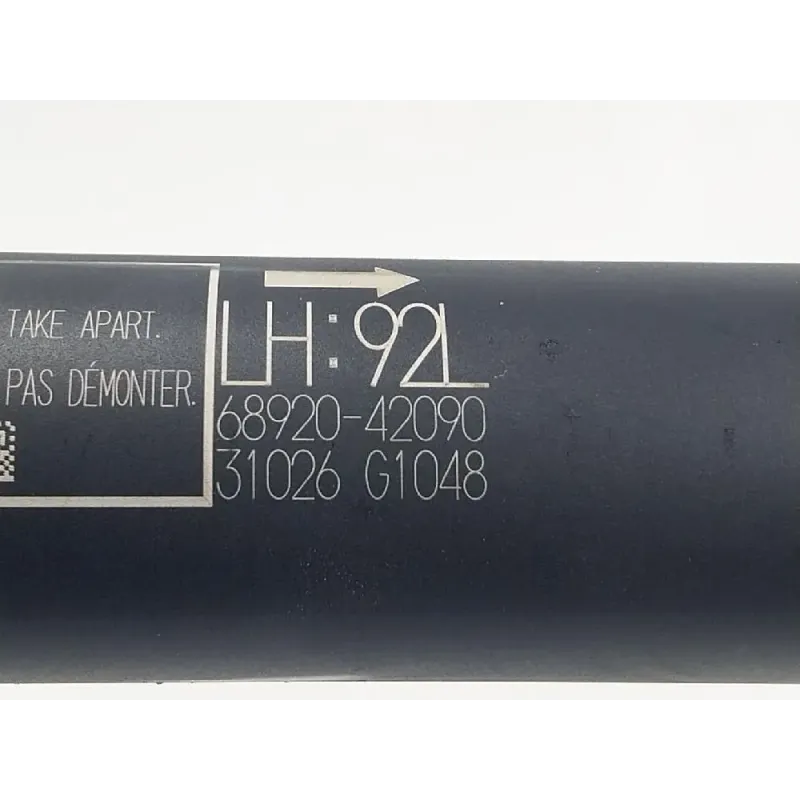 TAKE APART.
PAS DÉMONTER.
LH:92L
68920-42090
31026 G1048